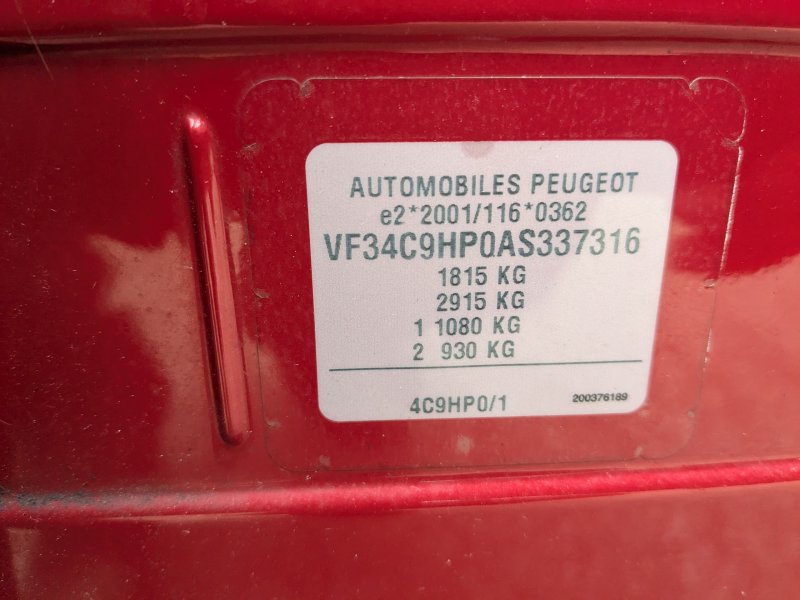 AUTOMOBILES PEUGEOT
e2*2001/116*0362
VF34C9HP0AS337316
1815 KG
2915 KG
1 1080 KG
2 930 KG
4C9HP0/1
200376189